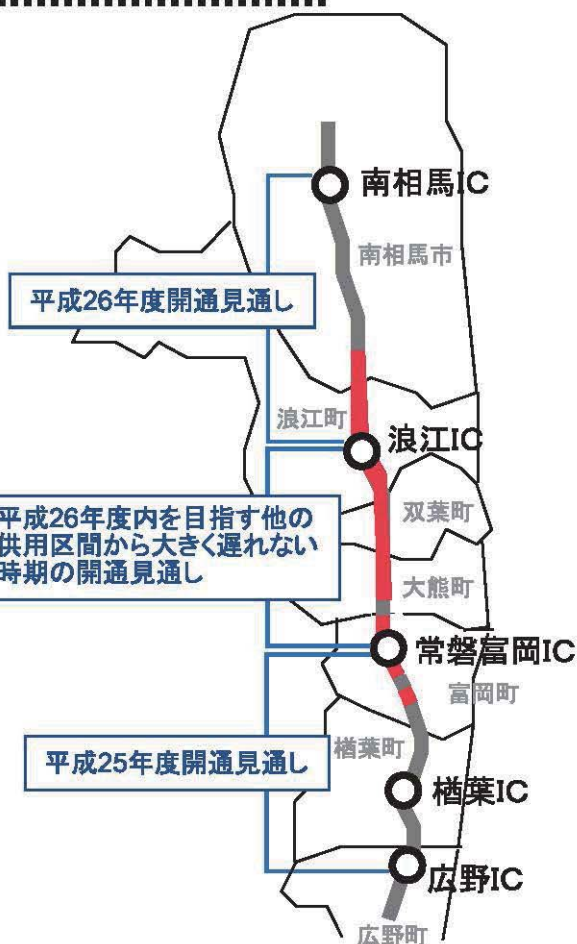 南相馬IC
南相馬市
平成26年度開通見通し
浪江町
浪江IC
双葉町
平成26年度内を目指す他の
供用区間から大きく遅れない
時期の開通見通し
大熊町
常磐富岡IC
富岡町
楢葉町
平成25年度開通見通し
楢葉IC
広野IC
広野町